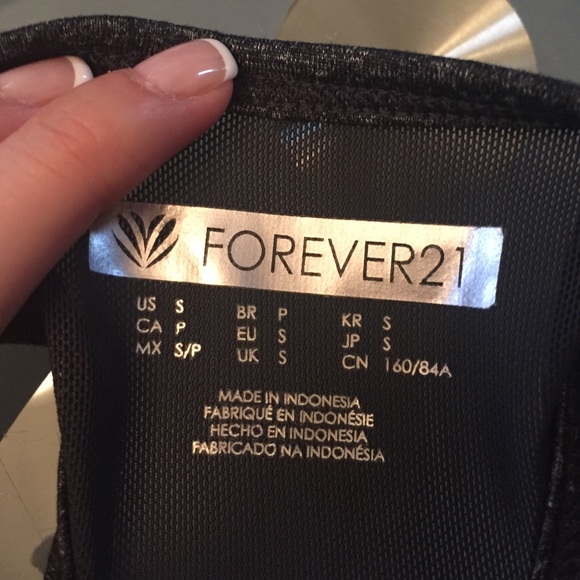 FOREVER21
US S BR P KR S
CA P EU S JP S
MX S/P UK S CN 160/84A
MADE IN INDONESIA
FABRIQUÉ EN INDONÉSIE
HECHO EN INDONESIA
FABRICADO NA INDONÉSIA